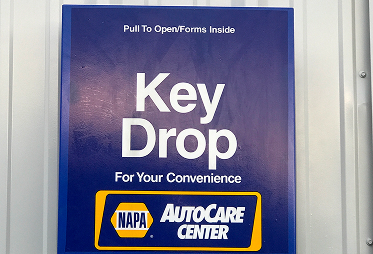 Pull To Open/Forms Inside
Key
Drop
For Your Convenience
NAPA AUTOCARE
CENTER